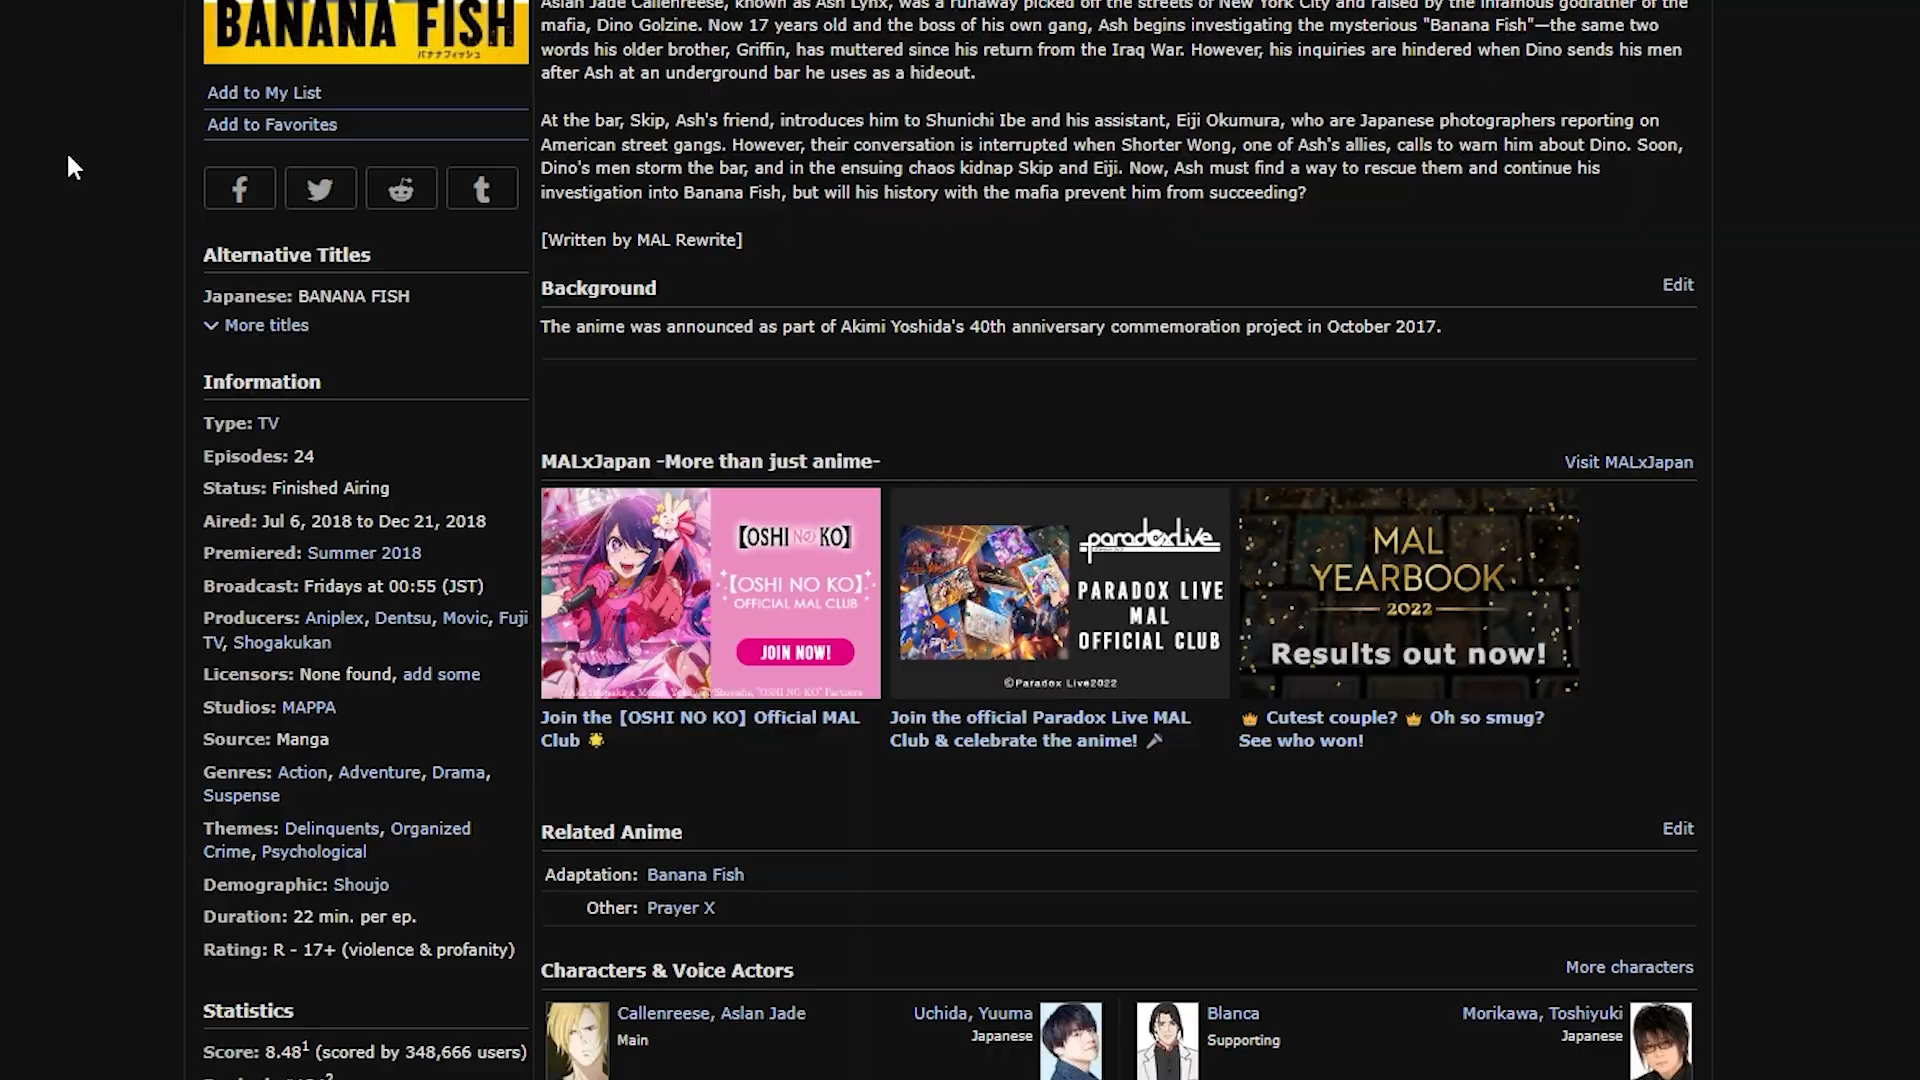 BANANA FISH
バナナフィッシュ
Add to My List
Add to Favorites
Alternative Titles
Japanese: BANANA FISH
More titles
Information
Type: TV
Episodes: 24
Status: Finished Airing
Aired: Jul 6, 2018 to Dec 21, 2018
Premiered: Summer 2018
Broadcast: Fridays at 00:55 (JST)
Producers: Aniplex, Dentsu, Movic, Fuji
TV, Shogakukan
Licensors: None found, add some
Studios: MAPPA
Source: Manga
Genres: Action, Adventure, Drama,
Suspense
Themes: Delinquents, Organized
Crime, Psychological
Demographic: Shoujo
Duration: 22 min. per ep.
Rating: R - 17+ (violence & profanity)
Statistics
Score: 8.48¹ (scored by 348,666 users)
Aslan Jade Callenreese, known as Ash Lynx, was a runaway picked off the streets of New York City and raised by the infamous godfather of the
mafia, Dino Golzine. Now 17 years old and the boss of his own gang, Ash begins investigating the mysterious "Banana Fish"—the same two
words his older brother, Griffin, has muttered since his return from the Iraq War. However, his inquiries are hindered when Dino sends his men
after Ash at an underground bar he uses as a hideout.
At the bar, Skip, Ash's friend, introduces him to Shunichi Ibe and his assistant, Eiji Okumura, who are Japanese photographers reporting on
American street gangs. However, their conversation is interrupted when Shorter Wong, one of Ash's allies, calls to warn him about Dino. Soon,
Dino's men storm the bar, and in the ensuing chaos kidnap Skip and Eiji. Now, Ash must find a way to rescue them and continue his
investigation into Banana Fish, but will his history with the mafia prevent him from succeeding?
[Written by MAL Rewrite]
Background
Edit
The anime was announced as part of Akimi Yoshida's 40th anniversary commemoration project in October 2017.
MALxJapan -More than just anime-
Visit MALxJapan
【OSHI NO KO】
【OSHI NO KO】
OFFICIAL MAL CLUB
JOIN NOW!
"OSHI NO KO" Partners
Join the【OSHI NO KO】Official MAL
Club 🌟
paradoxLive
PARADOX LIVE
MAL
OFFICIAL CLUB
©Paradox Live2022
Join the official Paradox Live MAL
Club & celebrate the anime! 🎤
MAL
YEARBOOK
2022
Results out now!
👑 Cutest couple? 👑 Oh so smug?
See who won!
Related Anime
Edit
Adaptation: Banana Fish
Other: Prayer X
Characters & Voice Actors
More characters
Callenreese, Aslan Jade
Main
Uchida, Yuuma
Japanese
Blanca
Supporting
Morikawa, Toshiyuki
Japanese